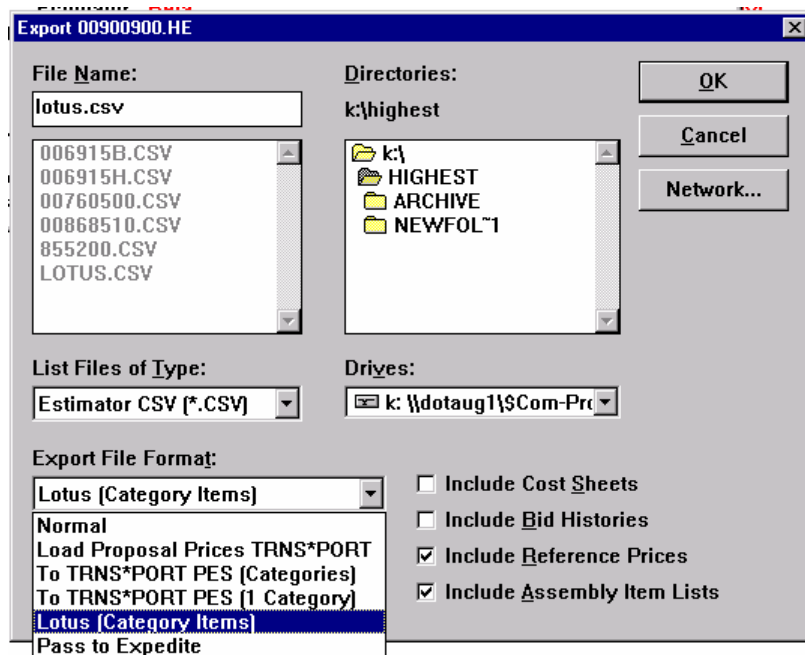 Export 00900900.HE
File Name:
lotus.csv
006915B.CSV
006915H.CSV
00760500.CSV
00868510.CSV
855200.CSV
LOTUS.CSV
Directories:
k:\highest
k:\
HIGHEST
ARCHIVE
NEWFOL~1
OK
Cancel
Network...
List Files of Type:
Estimator CSV (*.CSV)
Drives:
k: \\dotaug1\$Com-Pro
Export File Format:
Lotus (Category Items)
Normal
Load Proposal Prices TRNS*PORT
To TRNS*PORT PES (Categories)
To TRNS*PORT PES (1 Category)
Lotus (Category Items)
Pass to Expedite
Include Cost Sheets
Include Bid Histories
Include Reference Prices
Include Assembly Item Lists